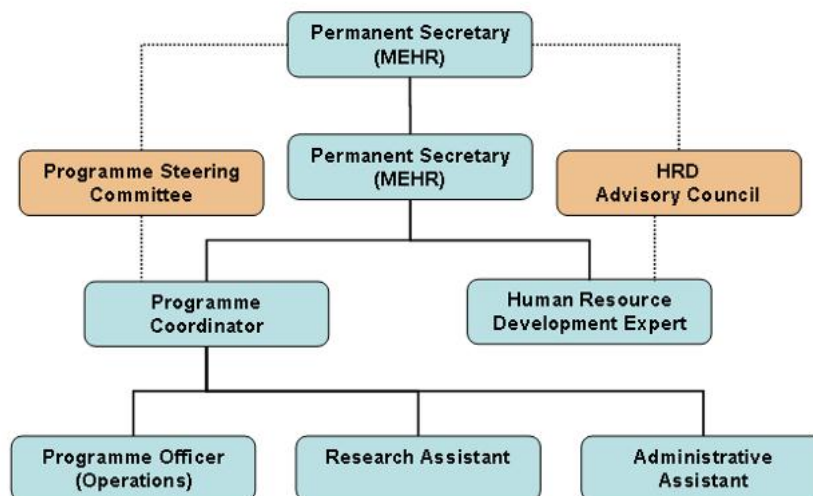 Permanent Secretary
(MEHR)
Permanent Secretary
(MEHR)
Programme Steering
Committee
HRD
Advisory Council
Programme
Coordinator
Human Resource
Development Expert
Programme Officer
(Operations)
Research Assistant
Administrative
Assistant